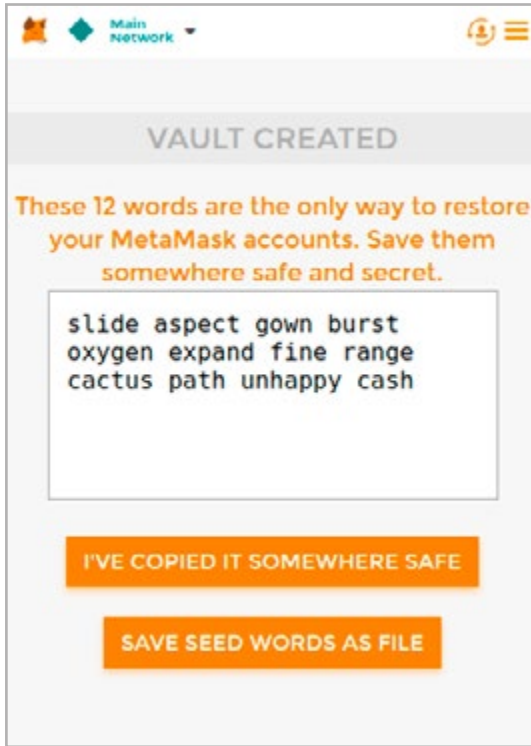 Main
Network
VAULT CREATED
These 12 words are the only way to restore
your MetaMask accounts. Save them
somewhere safe and secret.
slide aspect gown burst
oxygen expand fine range
cactus path unhappy cash
I'VE COPIED IT SOMEWHERE SAFE
SAVE SEED WORDS AS FILE